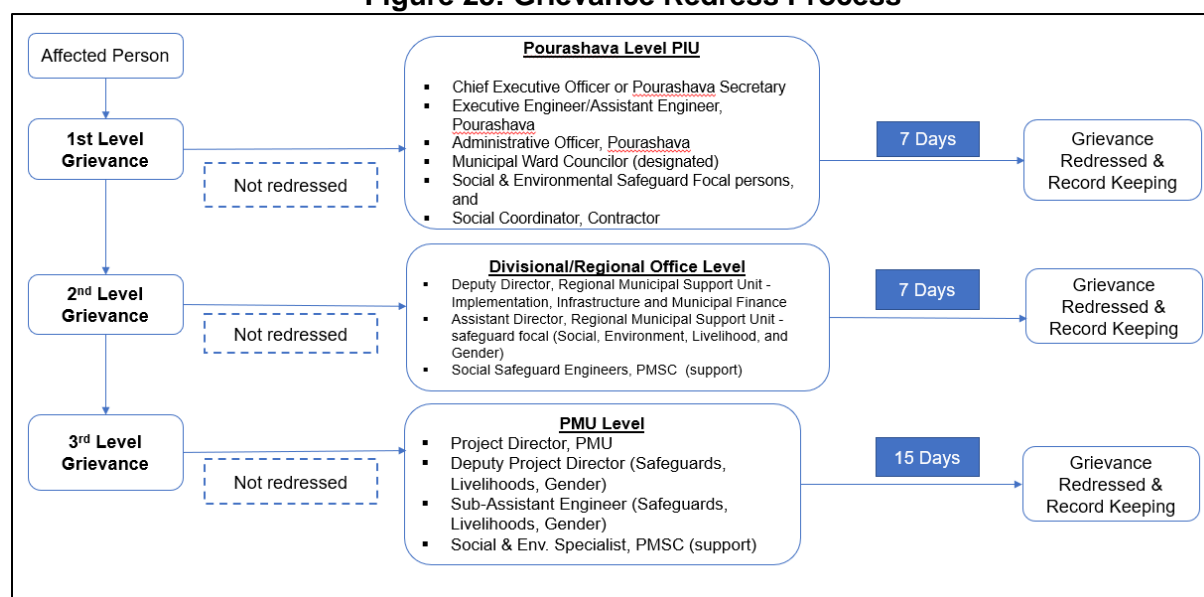 Figure 23: Grievance Redress Process
Affected Person
1st Level
Grievance
Not redressed
Pourashava Level PIU
▪ Chief Executive Officer or Pourashava Secretary
▪ Executive Engineer/Assistant Engineer,
Pourashava
▪ Administrative Officer, Pourashava
▪ Municipal Ward Councilor (designated)
▪ Social & Environmental Safeguard Focal persons,
and
▪ Social Coordinator, Contractor
7 Days
Grievance
Redressed &
Record Keeping
2nd Level
Grievance
Not redressed
Divisional/Regional Office Level
▪ Deputy Director, Regional Municipal Support Unit -
Implementation, Infrastructure and Municipal Finance
▪ Assistant Director, Regional Municipal Support Unit -
safeguard focal (Social, Environment, Livelihood, and
Gender)
▪ Social Safeguard Engineers, PMSC (support)
7 Days
Grievance
Redressed &
Record Keeping
3rd Level
Grievance
Not redressed
PMU Level
▪ Project Director, PMU
▪ Deputy Project Director (Safeguards,
Livelihoods, Gender)
▪ Sub-Assistant Engineer (Safeguards,
Livelihoods, Gender)
▪ Social & Env. Specialist, PMSC (support)
15 Days
Grievance
Redressed &
Record Keeping